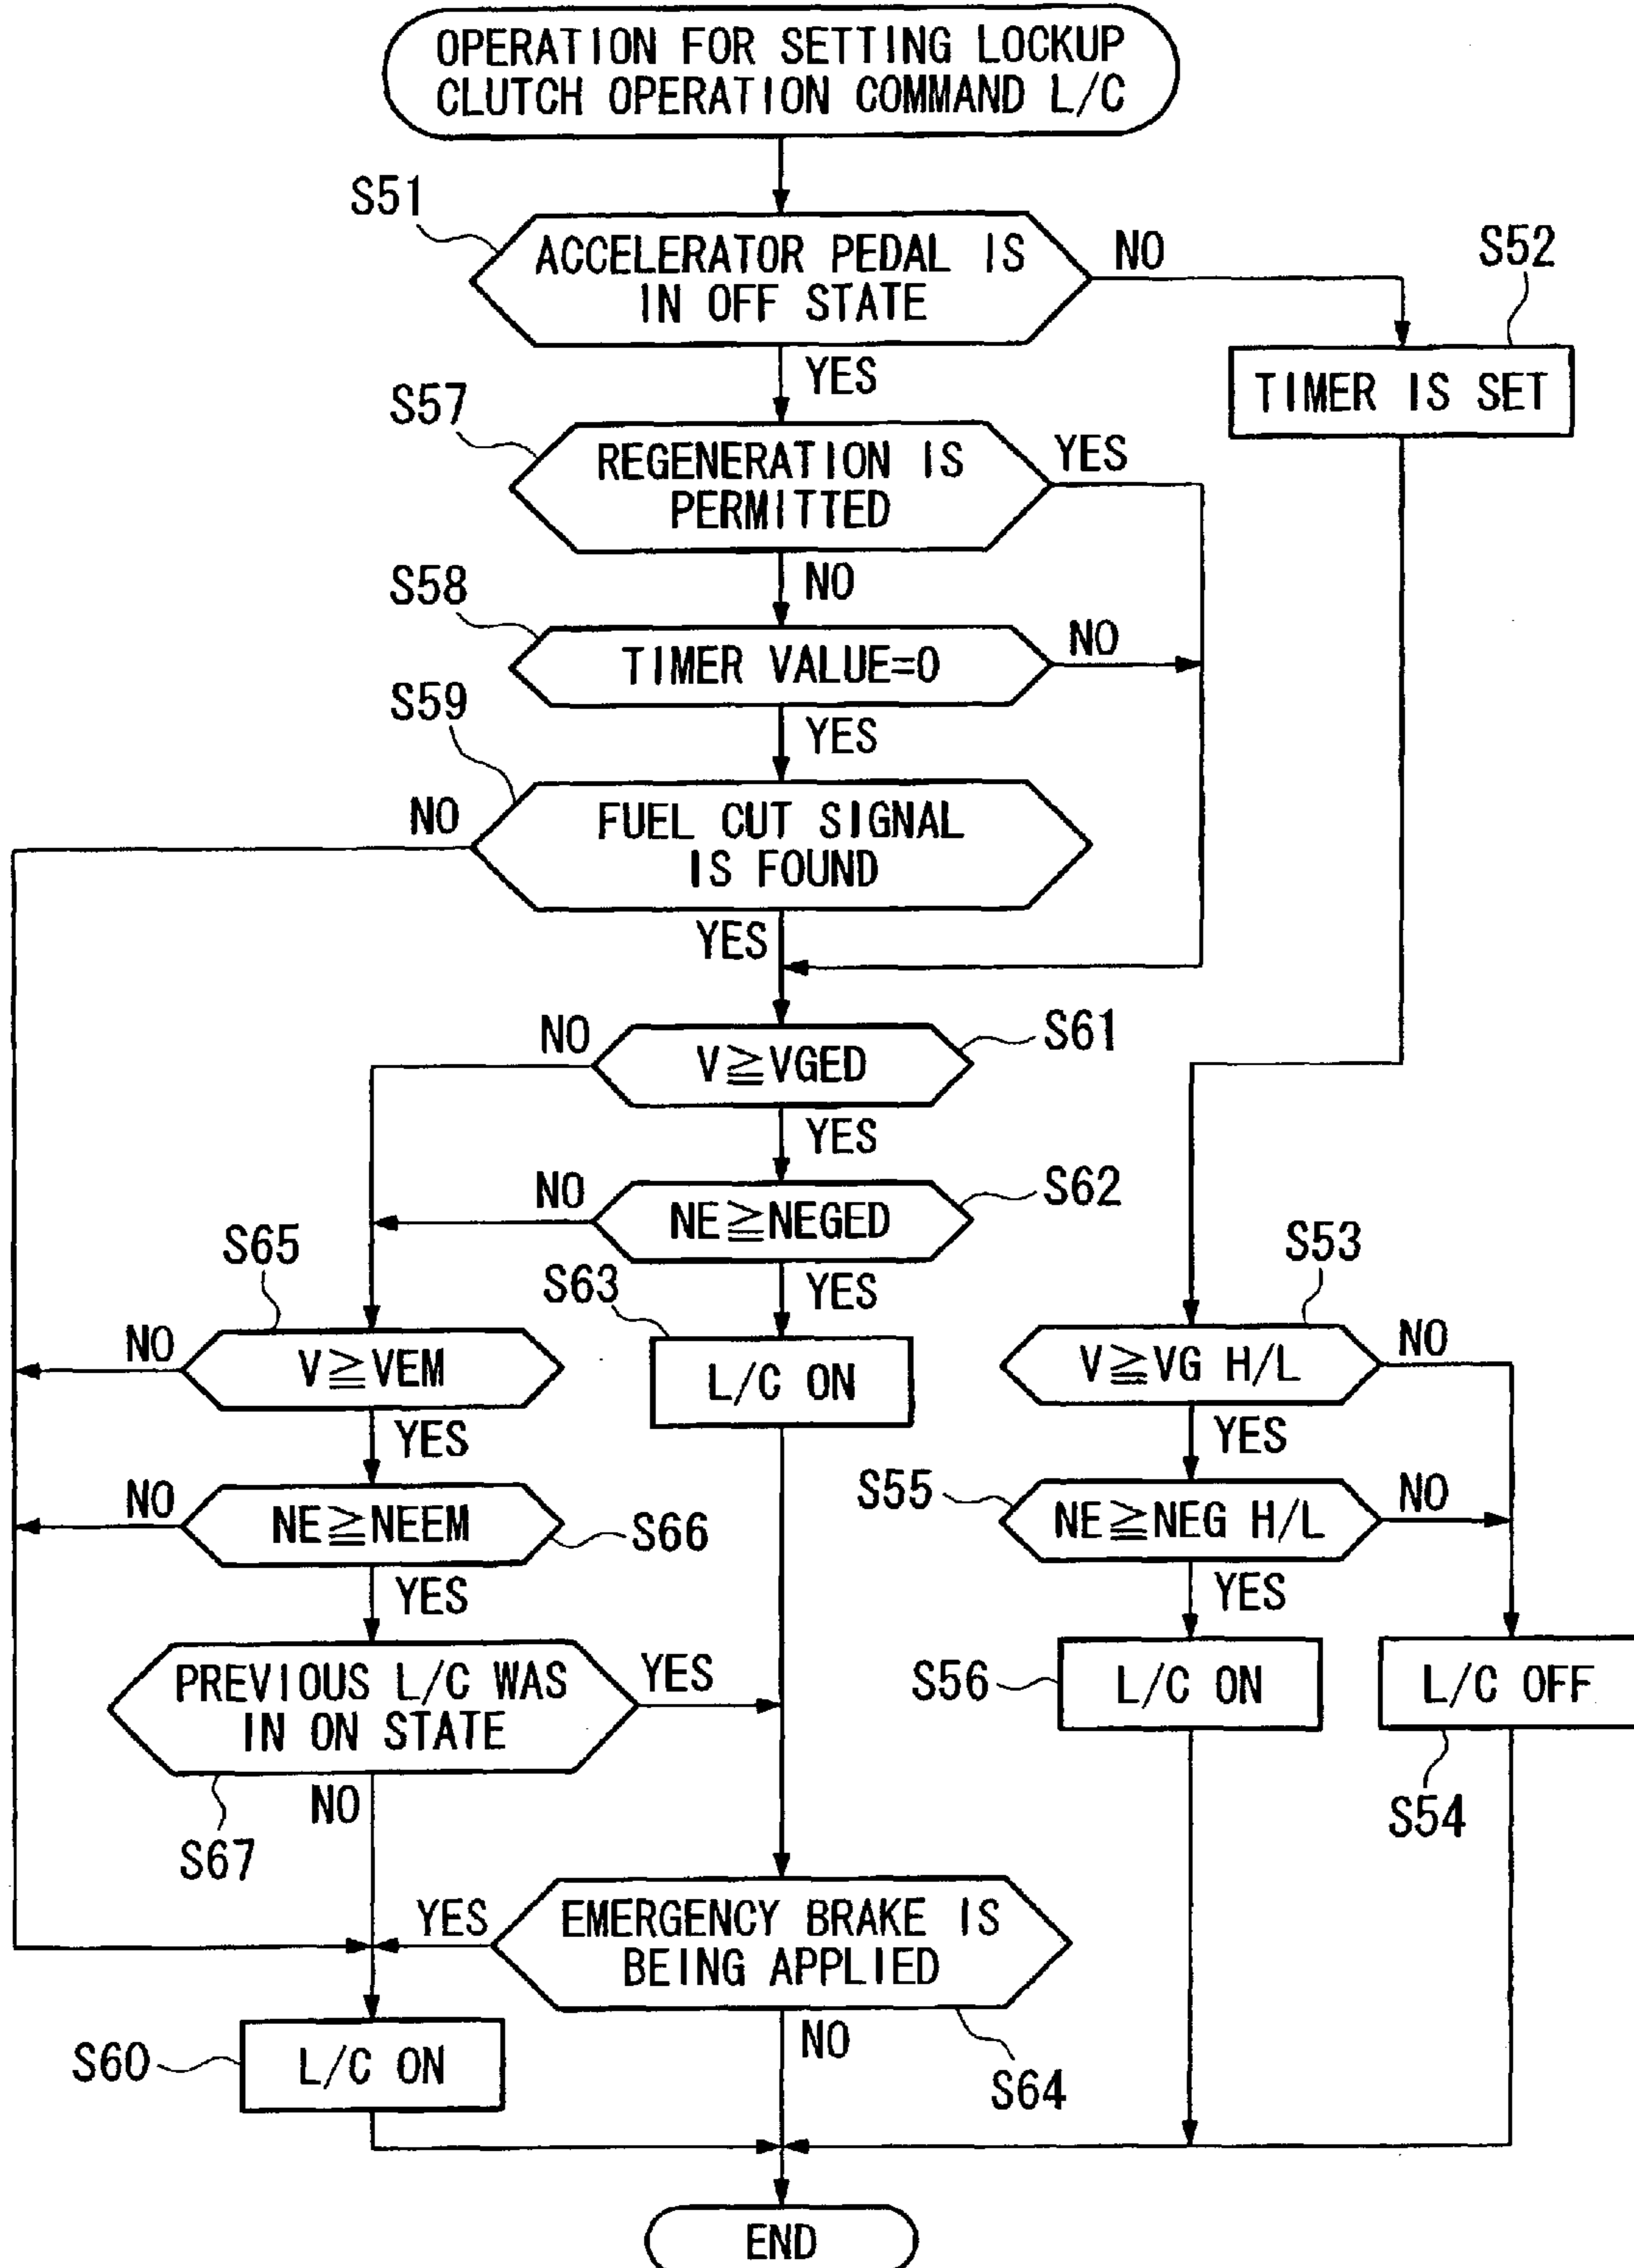 OPERATION FOR SETTING LOCKUP
CLUTCH OPERATION COMMAND L/C
S51
ACCELERATOR PEDAL IS
IN OFF STATE
NO
S52
YES
TIMER IS SET
S57
REGENERATION IS
PERMITTED
YES
NO
S58
TIMER VALUE=0
NO
S59
YES
NO
FUEL CUT SIGNAL
IS FOUND
YES
NO
V≧VGED
S61
YES
NO
NE≧NEGED
S62
S65
S63
YES
S53
NO
V≧VEM
L/C ON
V≧VG H/L
NO
YES
YES
NO
NE≧NEEM
S66
S55
NE≧NEG H/L
NO
YES
YES
PREVIOUS L/C WAS
IN ON STATE
YES
S56
L/C ON
L/C OFF
NO
S67
S54
YES
EMERGENCY BRAKE IS
BEING APPLIED
S60
L/C ON
NO
S64
END